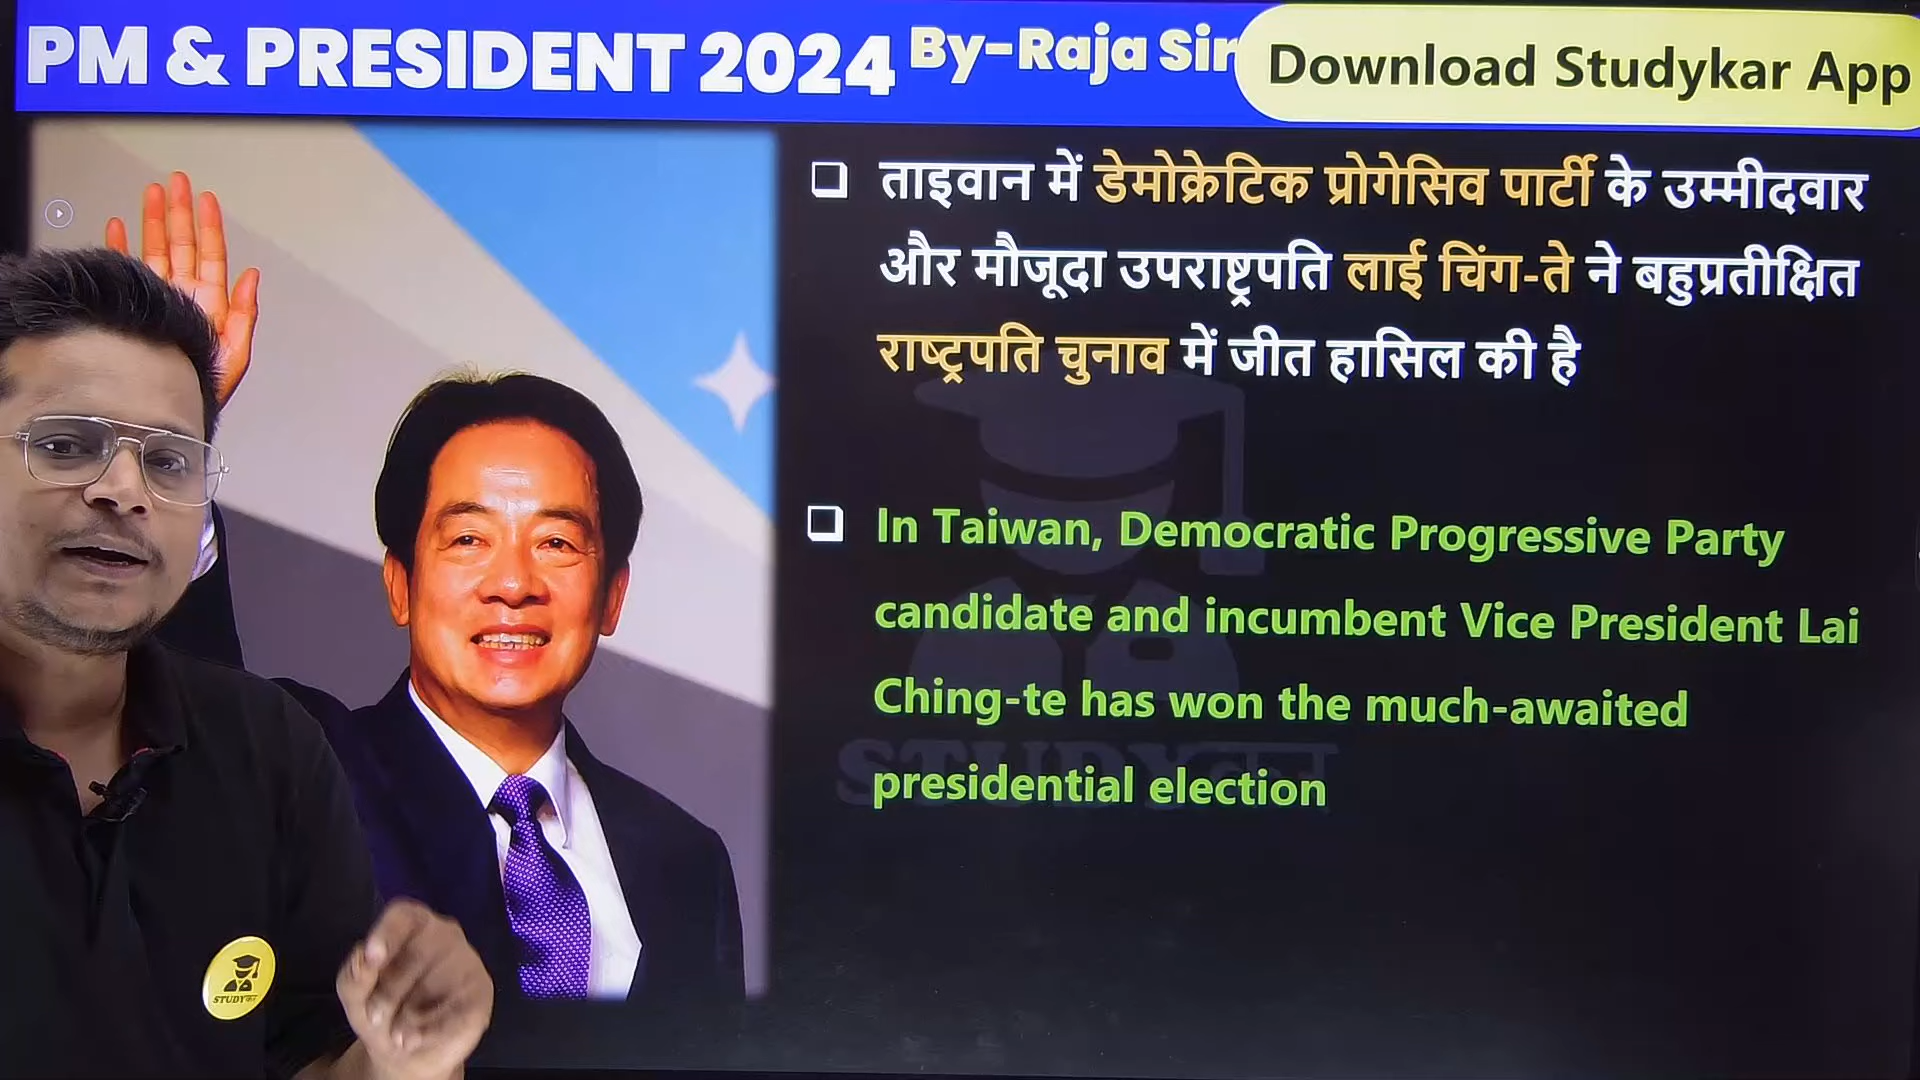 PM & PRESIDENT 2024 By-Raja Sir
Download Studykar App
ताइवान में डेमोक्रेटिक प्रोगेसिव पार्टी के उम्मीदवार
और मौजूदा उपराष्ट्रपति लाई चिंग-ते ने बहुप्रतीक्षित
राष्ट्रपति चुनाव में जीत हासिल की है
In Taiwan, Democratic Progressive Party
candidate and incumbent Vice President Lai
Ching-te has won the much-awaited
presidential election
STUDYकर
STUDYकर